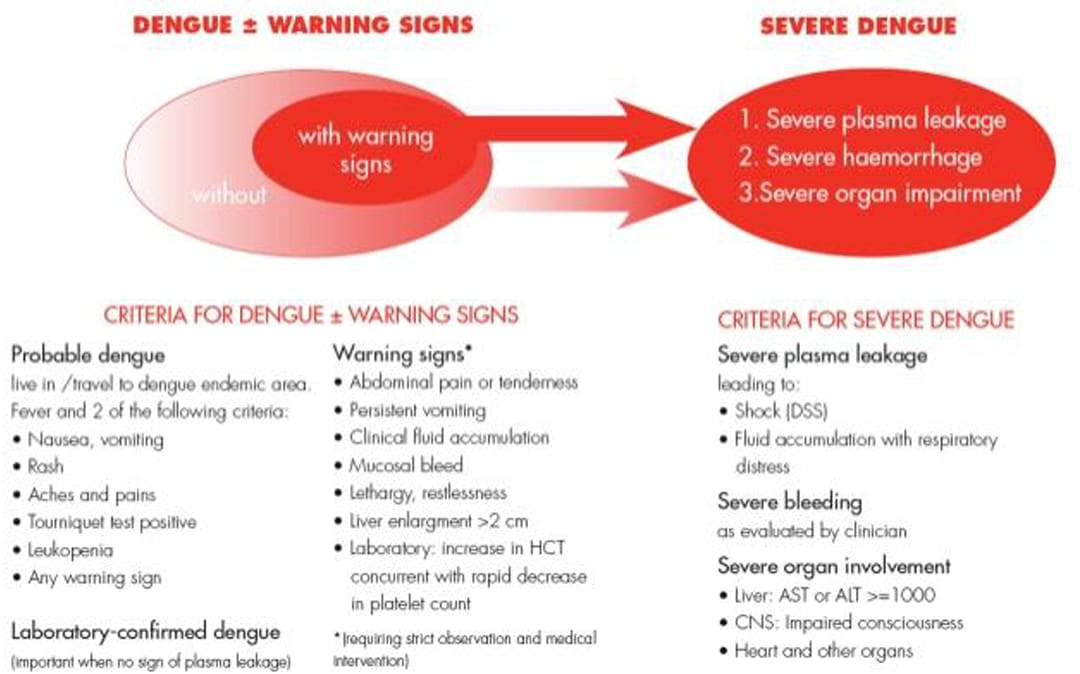 DENGUE ± WARNING SIGNS
SEVERE DENGUE
with warning
signs
without
1. Severe plasma leakage
2. Severe haemorrhage
3.Severe organ impairment
CRITERIA FOR DENGUE ± WARNING SIGNS
Probable dengue
live in /travel to dengue endemic area.
Fever and 2 of the following criteria:
• Nausea, vomiting
• Rash
• Aches and pains
• Tourniquet test positive
• Leukopenia
• Any warning sign
Laboratory-confirmed dengue
(important when no sign of plasma leakage)
Warning signs*
• Abdominal pain or tenderness
• Persistent vomiting
• Clinical fluid accumulation
• Mucosal bleed
• Lethargy, restlessness
• Liver enlargment >2 cm
• Laboratory: increase in HCT
concurrent with rapid decrease
in platelet count
*(requiring strict observation and medical
intervention)
CRITERIA FOR SEVERE DENGUE
Severe plasma leakage
leading to:
• Shock (DSS)
• Fluid accumulation with respiratory
distress
Severe bleeding
as evaluated by clinician
Severe organ involvement
• Liver: AST or ALT >=1000
• CNS: Impaired consciousness
• Heart and other organs